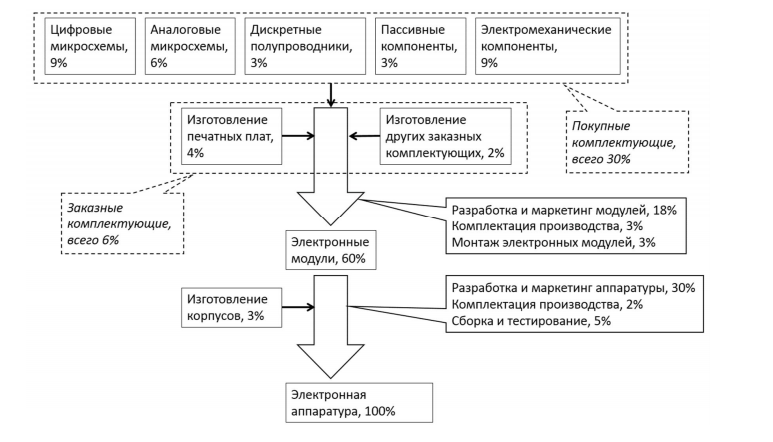 Цифровые
микросхемы,
9%
Аналоговые
микросхемы,
6%
Дискретные
полупроводники,
3%
Пассивные
компоненты,
3%
Электромеханические
компоненты,
9%
Изготовление
печатных плат,
4%
Изготовление
других заказных
комплектующих, 2%
Покупные
комплектующие,
всего 30%
Заказные
комплектующие,
всего 6%
Разработка и маркетинг модулей, 18%
Комплектация производства, 3%
Монтаж электронных модулей, 3%
Электронные
модули, 60%
Изготовление
корпусов, 3%
Разработка и маркетинг аппаратуры, 30%
Комплектация производства, 2%
Сборка и тестирование, 5%
Электронная
аппаратура, 100%